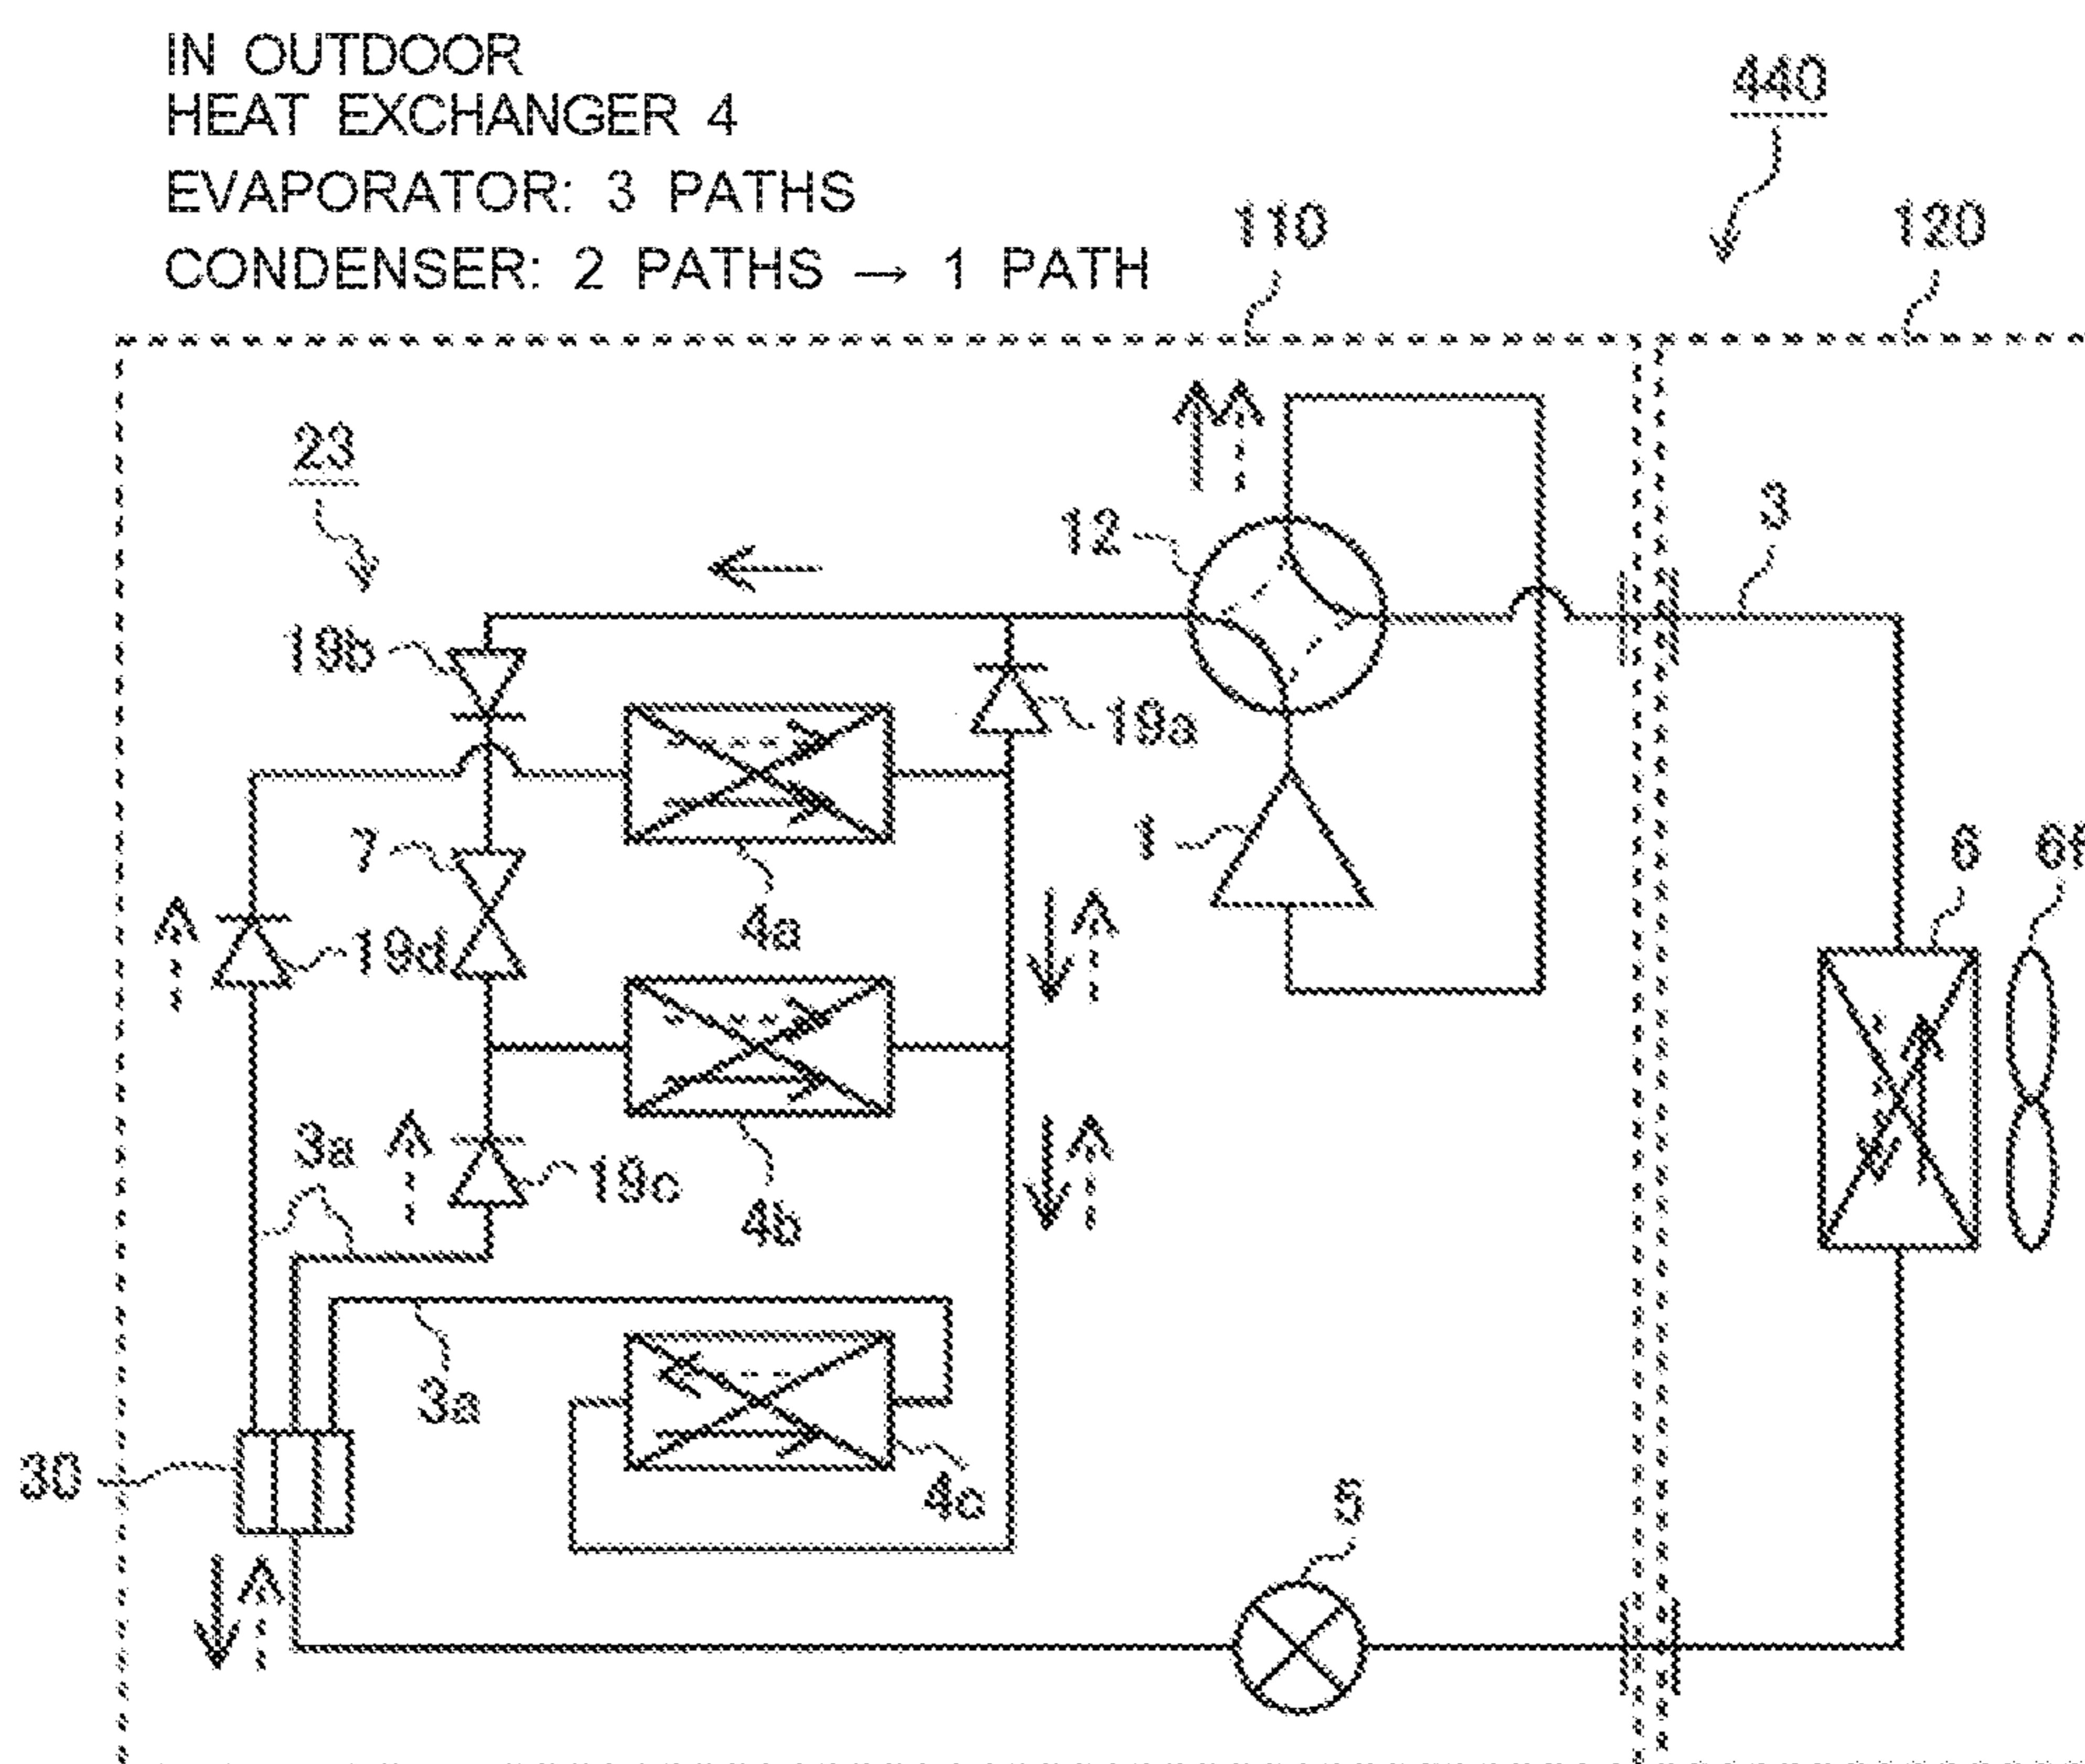 IN OUTDOOR
HEAT EXCHANGER 4
EVAPORATOR: 3 PATHS
CONDENSER: 2 PATHS → 1 PATH
440
110
120
23
12
3
19b
19a
7
1
6
4a
19d
3a
19c
4b
3a
4c
30
5